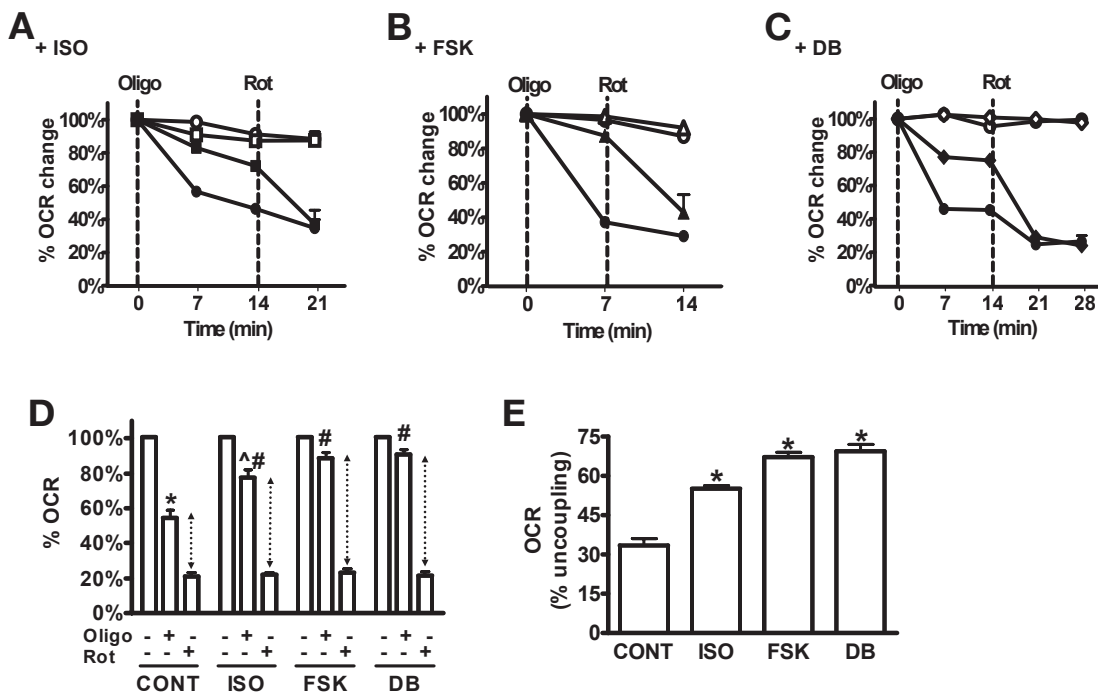 A
+ ISO
Oligo Rot
100%
80%
60%
40%
20%
0%
% OCR change
0 7 14 21
Time (min)
B
+ FSK
Oligo Rot
100%
80%
60%
40%
20%
0%
% OCR change
0 7 14
Time (min)
C
+ DB
Oligo Rot
100%
80%
60%
40%
20%
0%
% OCR change
0 7 14 21 28
Time (min)
D
100%
80%
60%
40%
20%
0%
% OCR
* ^# # #
Oligo - + - - + - - + - - + -
Rot - - + - - + - - + - - +
CONT ISO FSK DB
E
75
60
45
30
15
0
OCR
(% uncoupling)
* * *
CONT ISO FSK DB